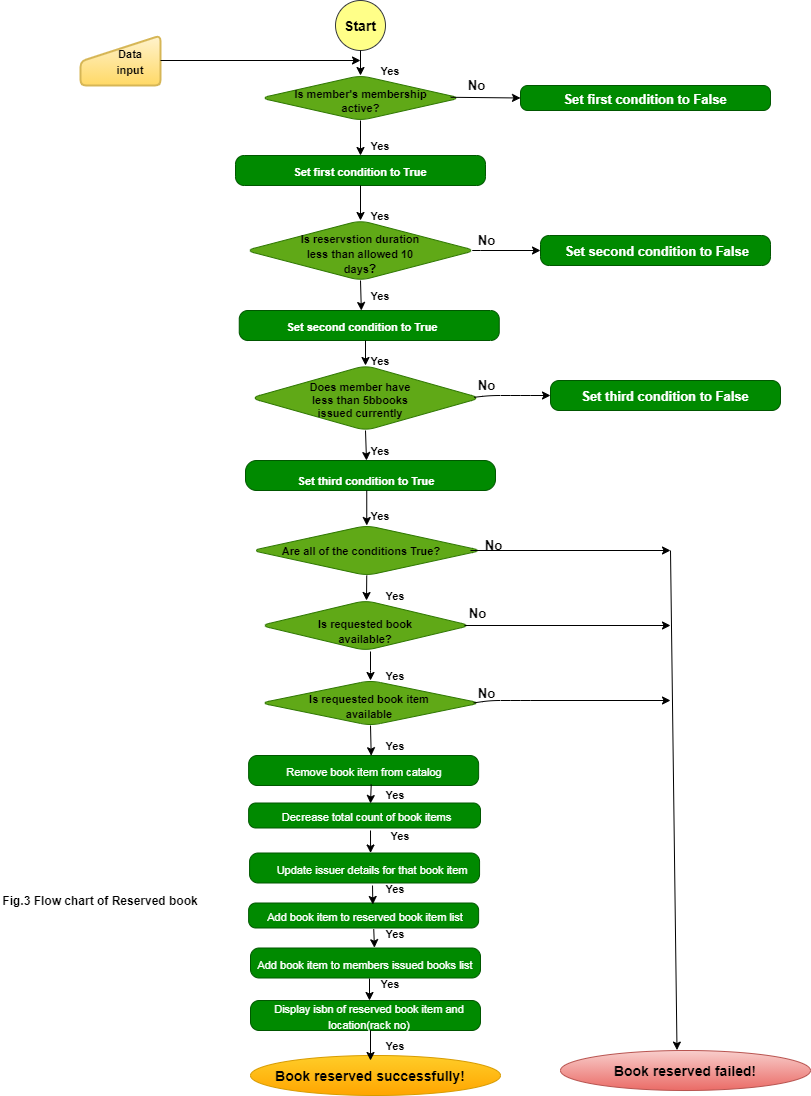 Start
Data
input
Yes
Is member's membership
active?
No
Set first condition to False
Yes
Set first condition to True
Yes
Is reservstion duration
less than allowed 10
days?
No
Set second condition to False
Yes
Set second condition to True
Yes
Does member have
less than 5bbooks
issued currently
No
Set third condition to False
Yes
Set third condition to True
Yes
Are all of the conditions True?
No
Yes
Is requested book
available?
No
Yes
Is requested book item
available
No
Yes
Remove book item from catalog
Yes
Decrease total count of book items
Yes
Update issuer details for that book item
Yes
Fig.3 Flow chart of Reserved book
Add book item to reserved book item list
Yes
Add book item to members issued books list
Yes
Display isbn of reserved book item and
location(rack no)
Yes
Book reserved successfully!
Book reserved failed!